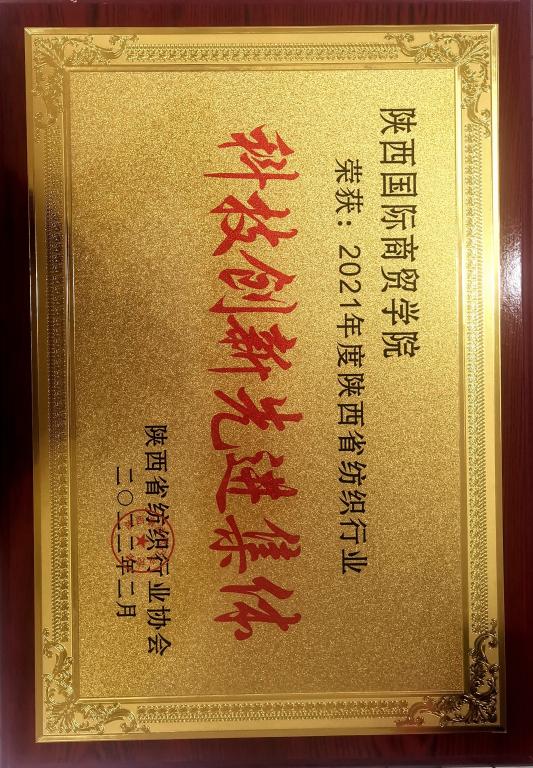 陕西国际商贸学院
荣获：2021年度陕西省纺织行业
科技创新先进集体
陕西省纺织行业协会
二〇二二年二月